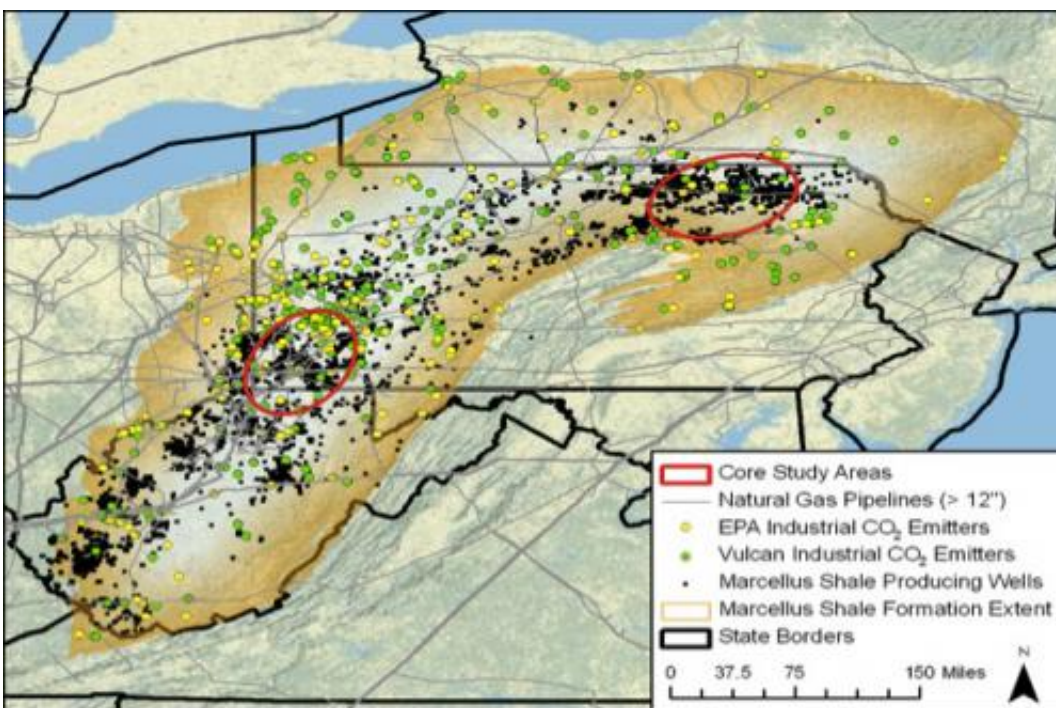 Core Study Areas
Natural Gas Pipelines (> 12")
EPA Industrial CO₂ Emitters
Vulcan Industrial CO₂ Emitters
Marcellus Shale Producing Wells
Marcellus Shale Formation Extent
State Borders
N
0 37.5 75 150 Miles